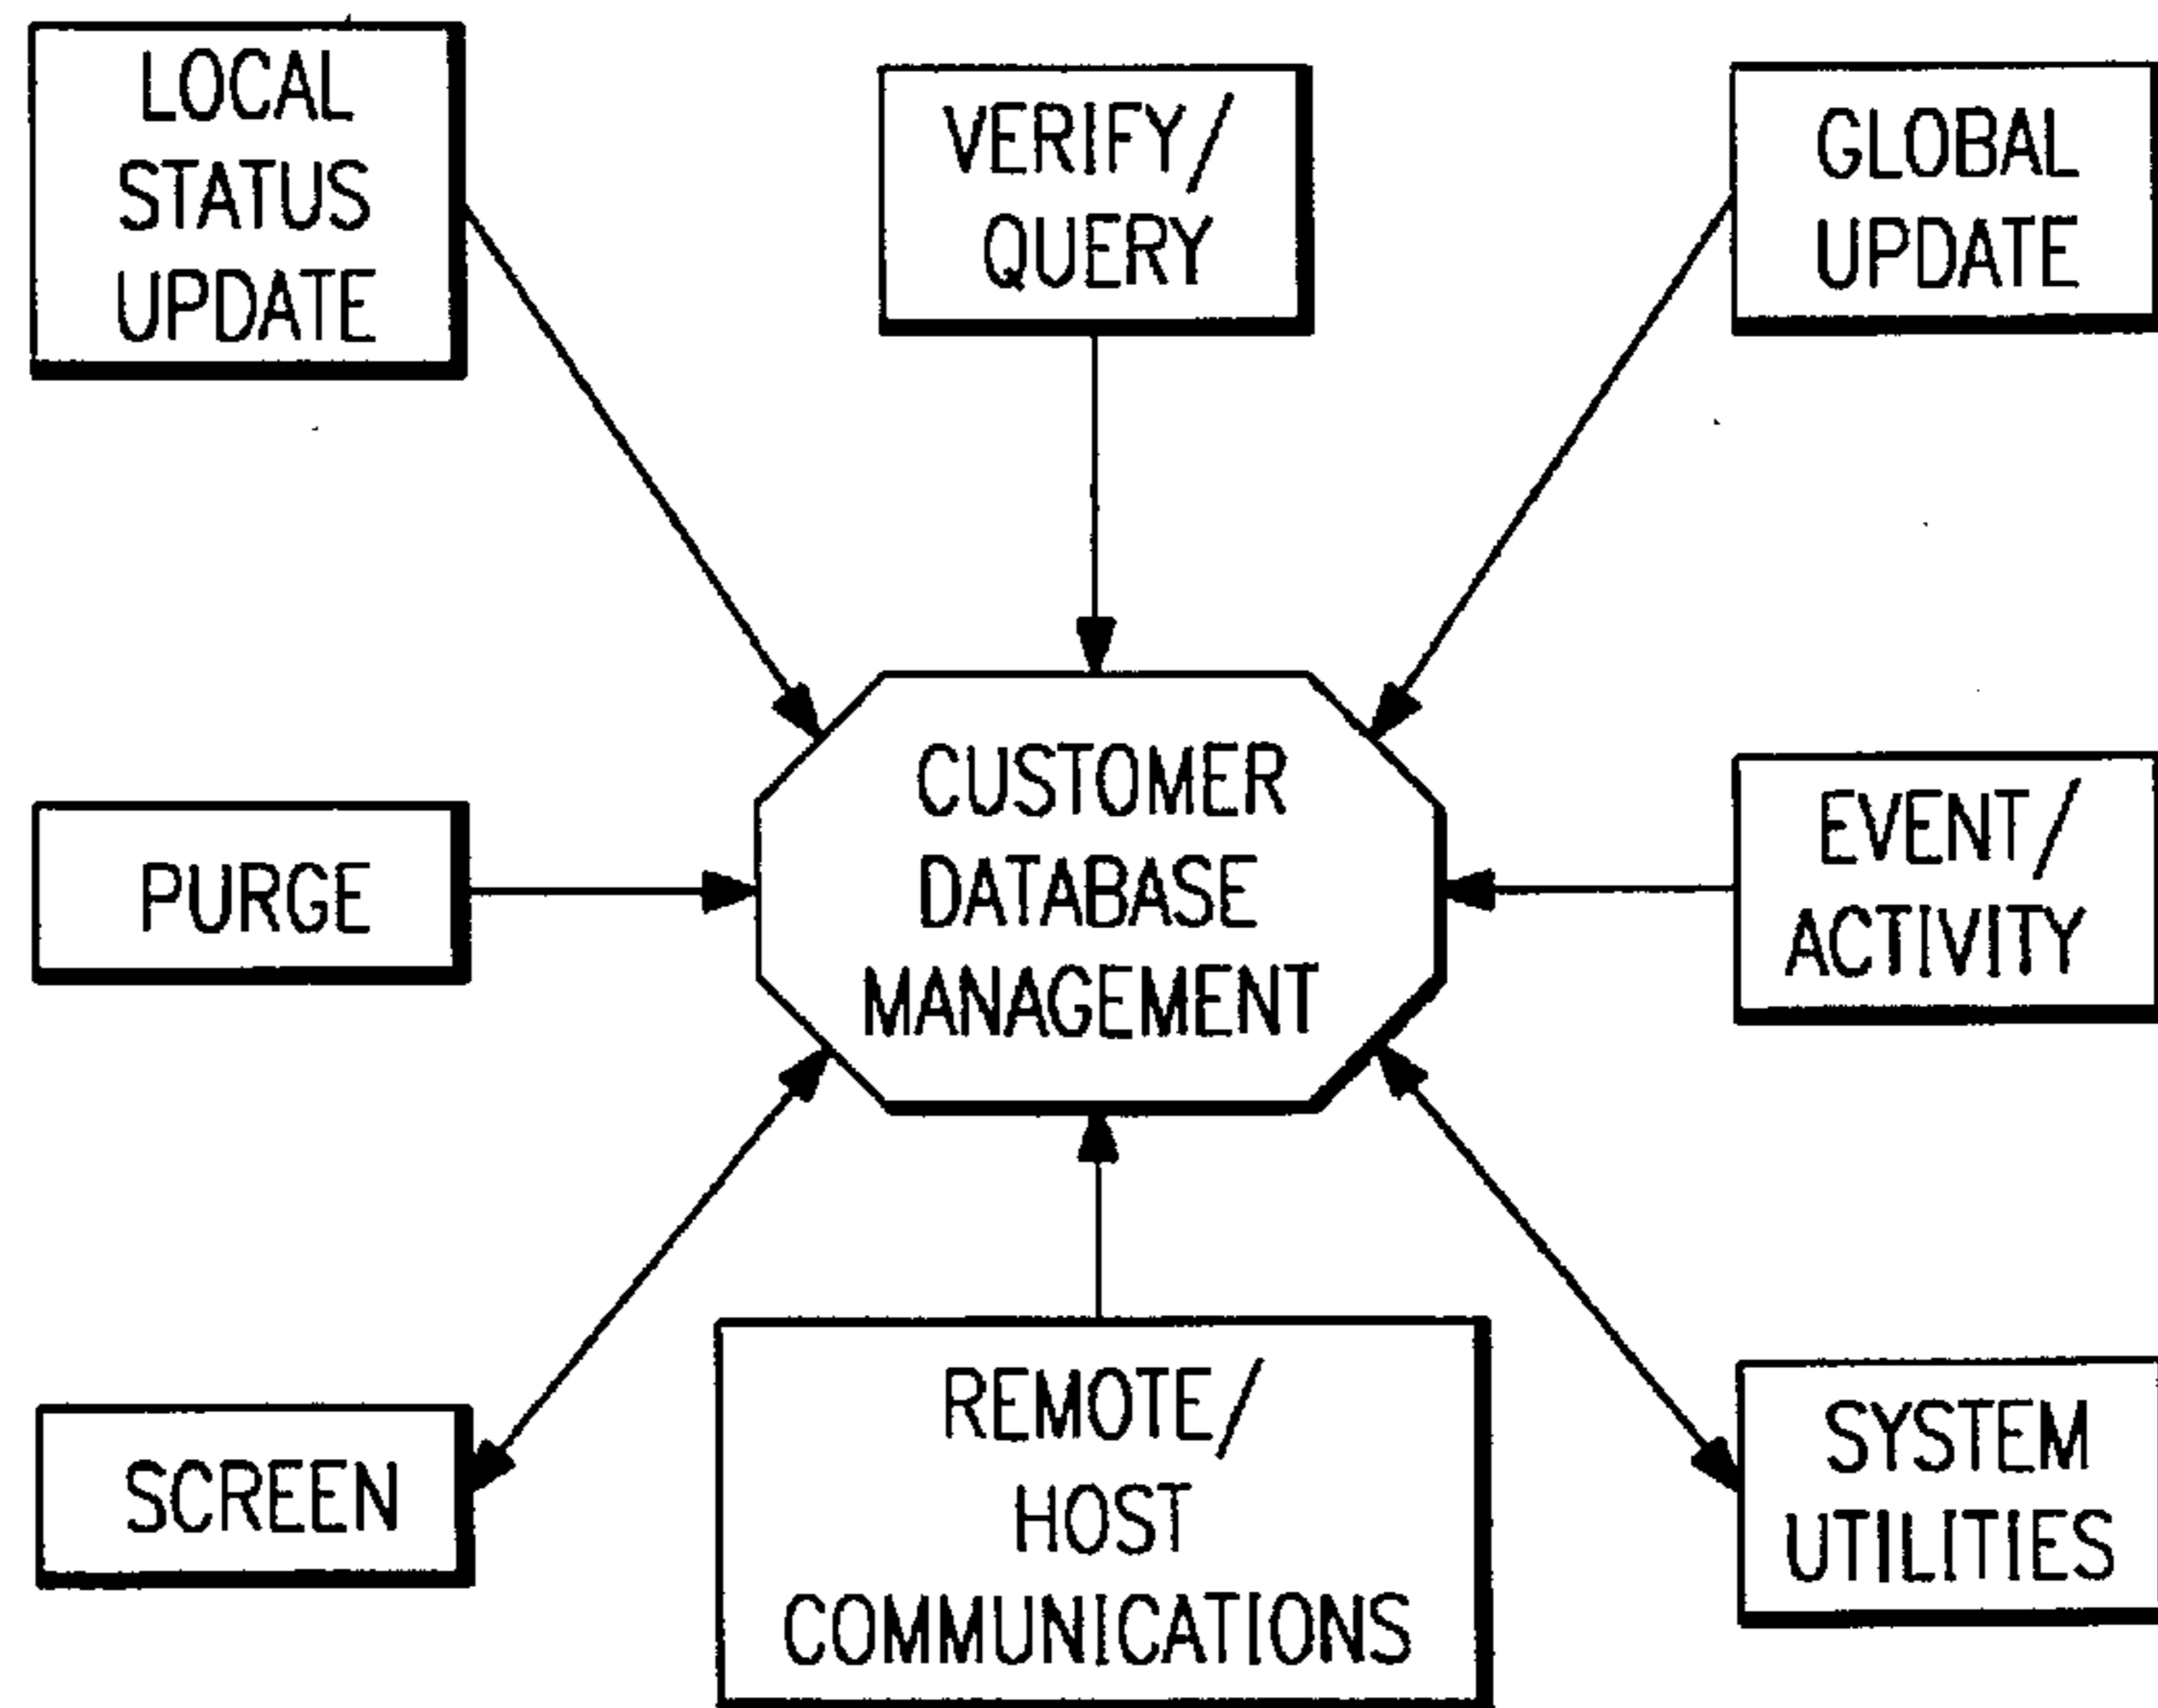 LOCAL
STATUS
UPDATE
VERIFY/
QUERY
GLOBAL
UPDATE
PURGE
CUSTOMER
DATABASE
MANAGEMENT
EVENT/
ACTIVITY
SCREEN
REMOTE/
HOST
COMMUNICATIONS
SYSTEM
UTILITIES